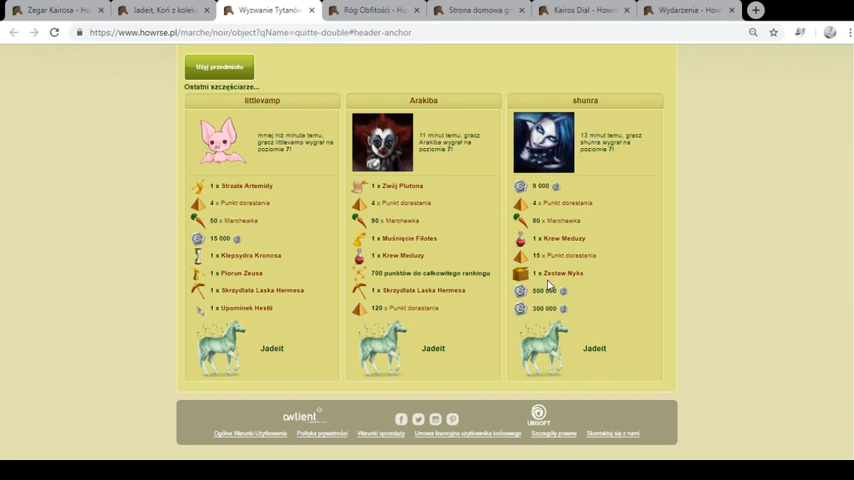 Zegar Kairosa - Howrs
Jadeit, Koń z kolek
Wyzwanie Tytanów
Róg Obfitości - How
Strona domowa gr
Kairos Dial - Howrs
Wydarzenia - Howr
https://www.howrse.pl/marche/noir/object?qName=quitte-double#header-anchor
Użyj przedmiotu
Ostatni szczęściarze...
littlevamp
mniej niż minuta temu, gracz littlevamp wygrał na poziomie 7!
1 x Strzała Artemidy
4 x Punkt dorastania
50 x Marchewka
15 000
1 x Klepsydra Kronosa
1 x Piorun Zeusa
1 x Skrzydlata Laska Hermesa
1 x Upominek Hestii
Jadeit
Arakiba
11 minut temu, gracz Arakiba wygrał na poziomie 7!
1 x Zwój Plutona
4 x Punkt dorastania
90 x Marchewka
1 x Muśnięcie Filotes
1 x Krew Meduzy
700 punktów do całkowitego rankingu
1 x Skrzydlata Laska Hermesa
120 x Punkt dorastania
Jadeit
shunra
13 minut temu, gracz shunra wygrał na poziomie 7!
9 000
4 x Punkt dorastania
80 x Marchewka
1 x Krew Meduzy
15 x Punkt dorastania
1 x Zestaw Nyks
500 000
300 000
Jadeit
owlient
UBISOFT
Ogólne Warunki Użytkowania
Polityka prywatności
Warunki sprzedaży
Umowa licencyjna użytkownika końcowego
Szczegóły prawne
Skontaktuj się z nami